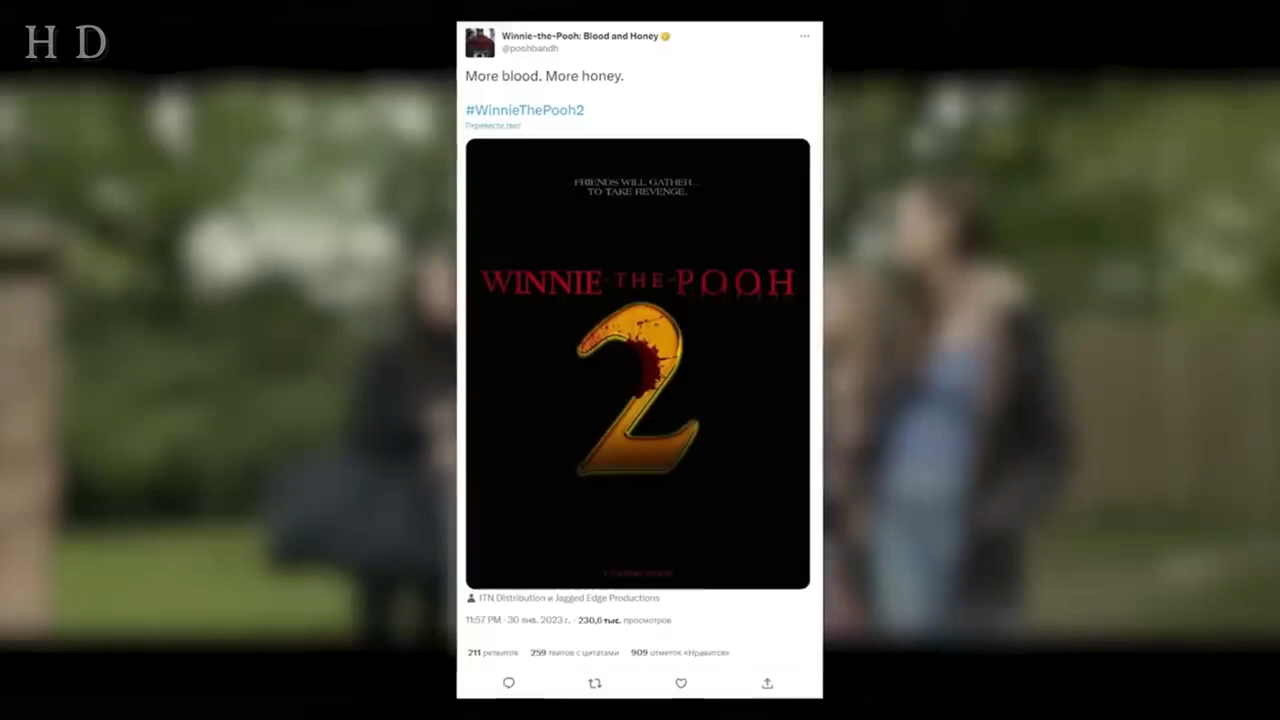 H D
Winnie-the-Pooh: Blood and Honey
@poohbandh
More blood. More honey.
#WinnieThePooh2
Перевести твит
FRIENDS WILL GATHER...
TO TAKE REVENGE.
WINNIE-THE-POOH
2
ITN Distribution и Jagged Edge Productions
11:57 PM · 30 янв. 2023 г. · 230,6 тыс. просмотров
211 ретвитов 259 твитов с цитатами 909 отметок «Нравится»